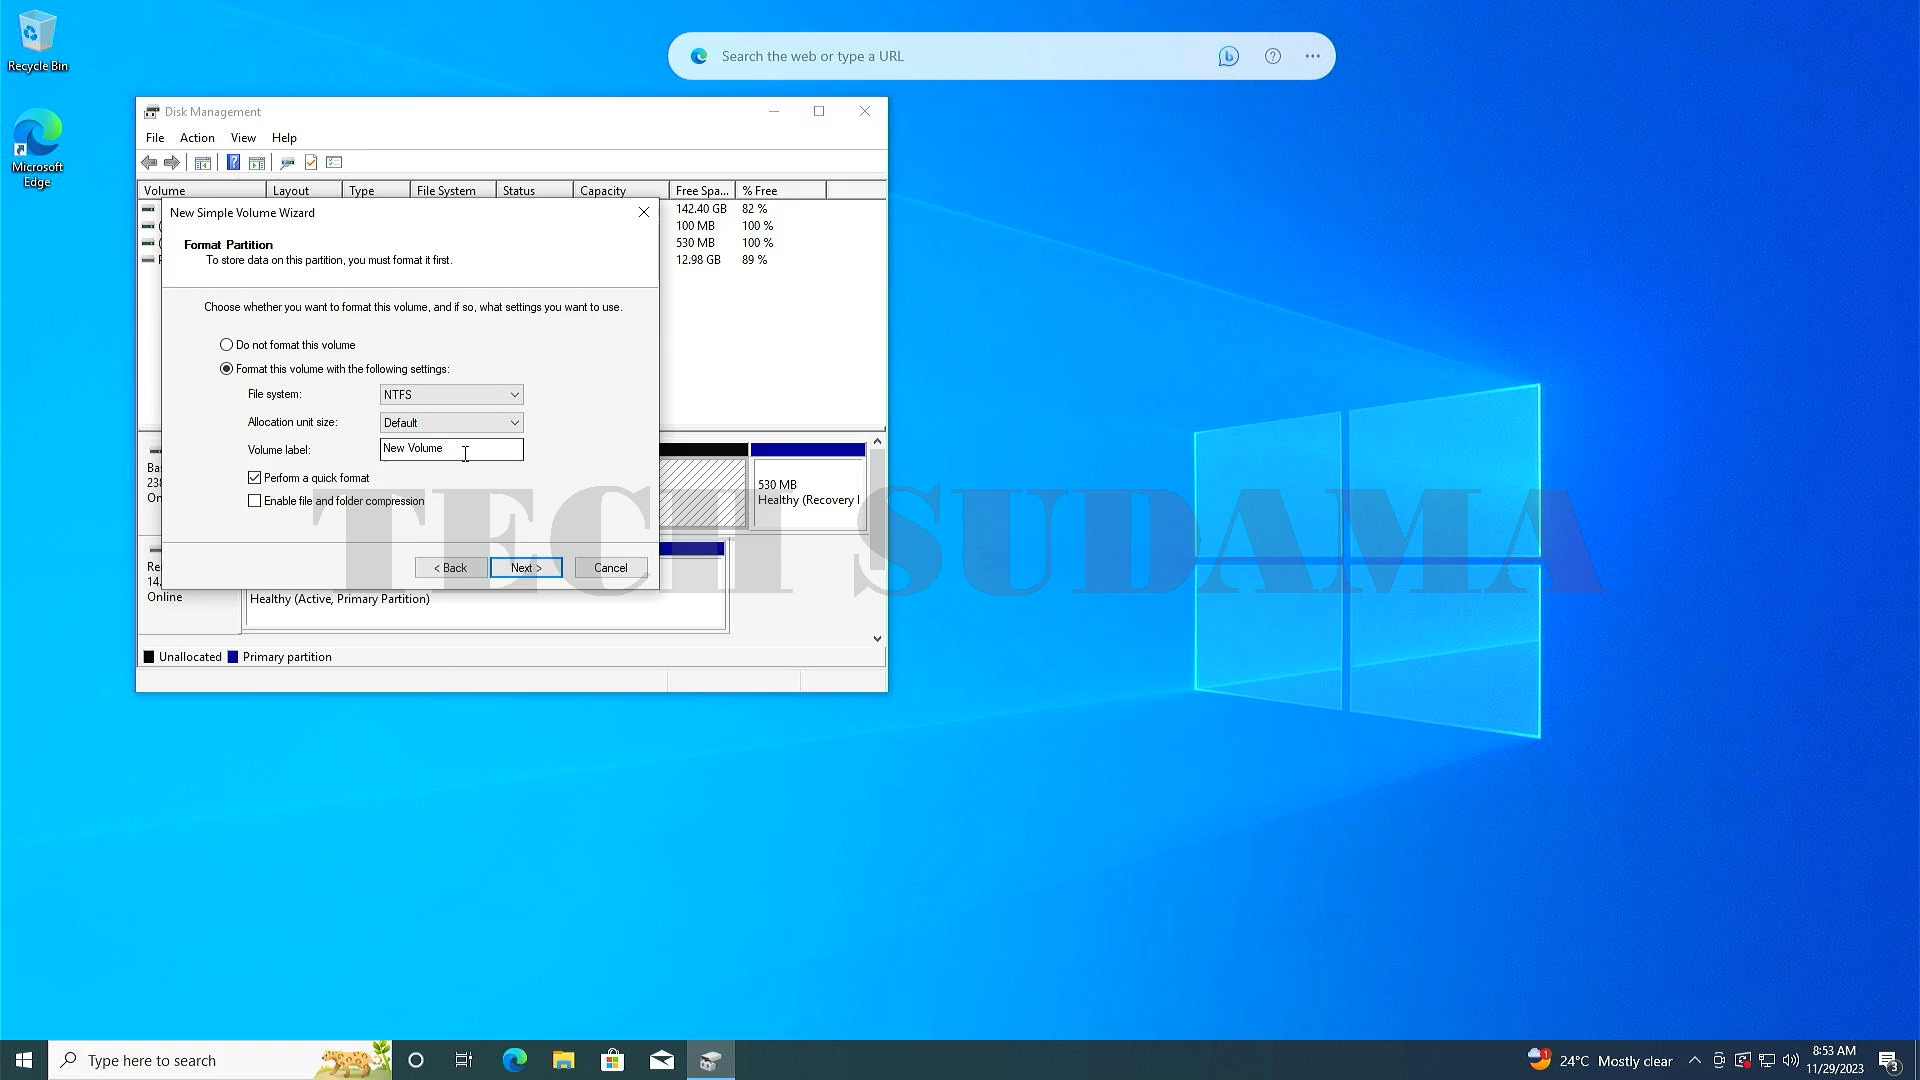 Recycle Bin
Microsoft
Edge
Search the web or type a URL
Disk Management
File Action View Help
Volume Layout Type File System Status Capacity Free Spa... % Free
142.40 GB 82 %
100 MB 100 %
530 MB 100 %
12.98 GB 89 %
New Simple Volume Wizard
Format Partition
To store data on this partition, you must format it first.
Choose whether you want to format this volume, and if so, what settings you want to use.
Do not format this volume
Format this volume with the following settings:
File system: NTFS
Allocation unit size: Default
Volume label: New Volume
Perform a quick format
Enable file and folder compression
< Back Next > Cancel
Ba
238
On
530 MB
Healthy (Recovery
Re
14.
Online
Healthy (Active, Primary Partition)
Unallocated Primary partition
TECH SUDAMA
Type here to search
1
24°C Mostly clear
8:53 AM
11/29/2023
3